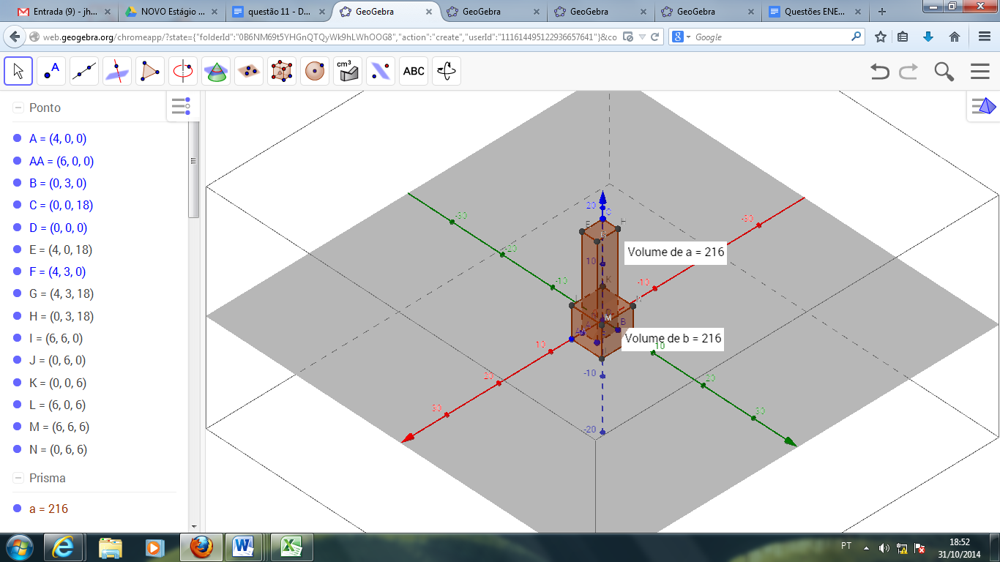 Entrada (9) - jh...
NOVO Estágio ...
questão 11 - D...
GeoGebra
GeoGebra
GeoGebra
GeoGebra
Questões ENE...
web.geogebra.org/chromeapp/?state={"folderId":"0B6NM69t5YHGnQTQyWk9hLWhOOG8","action":"create","userId":"111614495122936657641"}&co
Google
A
cm³
ABC
Ponto
A = (4, 0, 0)
AA = (6, 0, 0)
B = (0, 3, 0)
C = (0, 0, 18)
D = (0, 0, 0)
E = (4, 0, 18)
F = (4, 3, 0)
G = (4, 3, 18)
H = (0, 3, 18)
I = (6, 6, 0)
J = (0, 6, 0)
K = (0, 0, 6)
L = (6, 0, 6)
M = (6, 6, 6)
N = (0, 6, 6)
Prisma
a = 216
-30
-20
-10
20
C
E
H
10
-30
-10
Volume de a = 216
K
M
B
Volume de b = 216
10
20
30
10
20
30
-10
-20
PT
18:52
31/10/2014